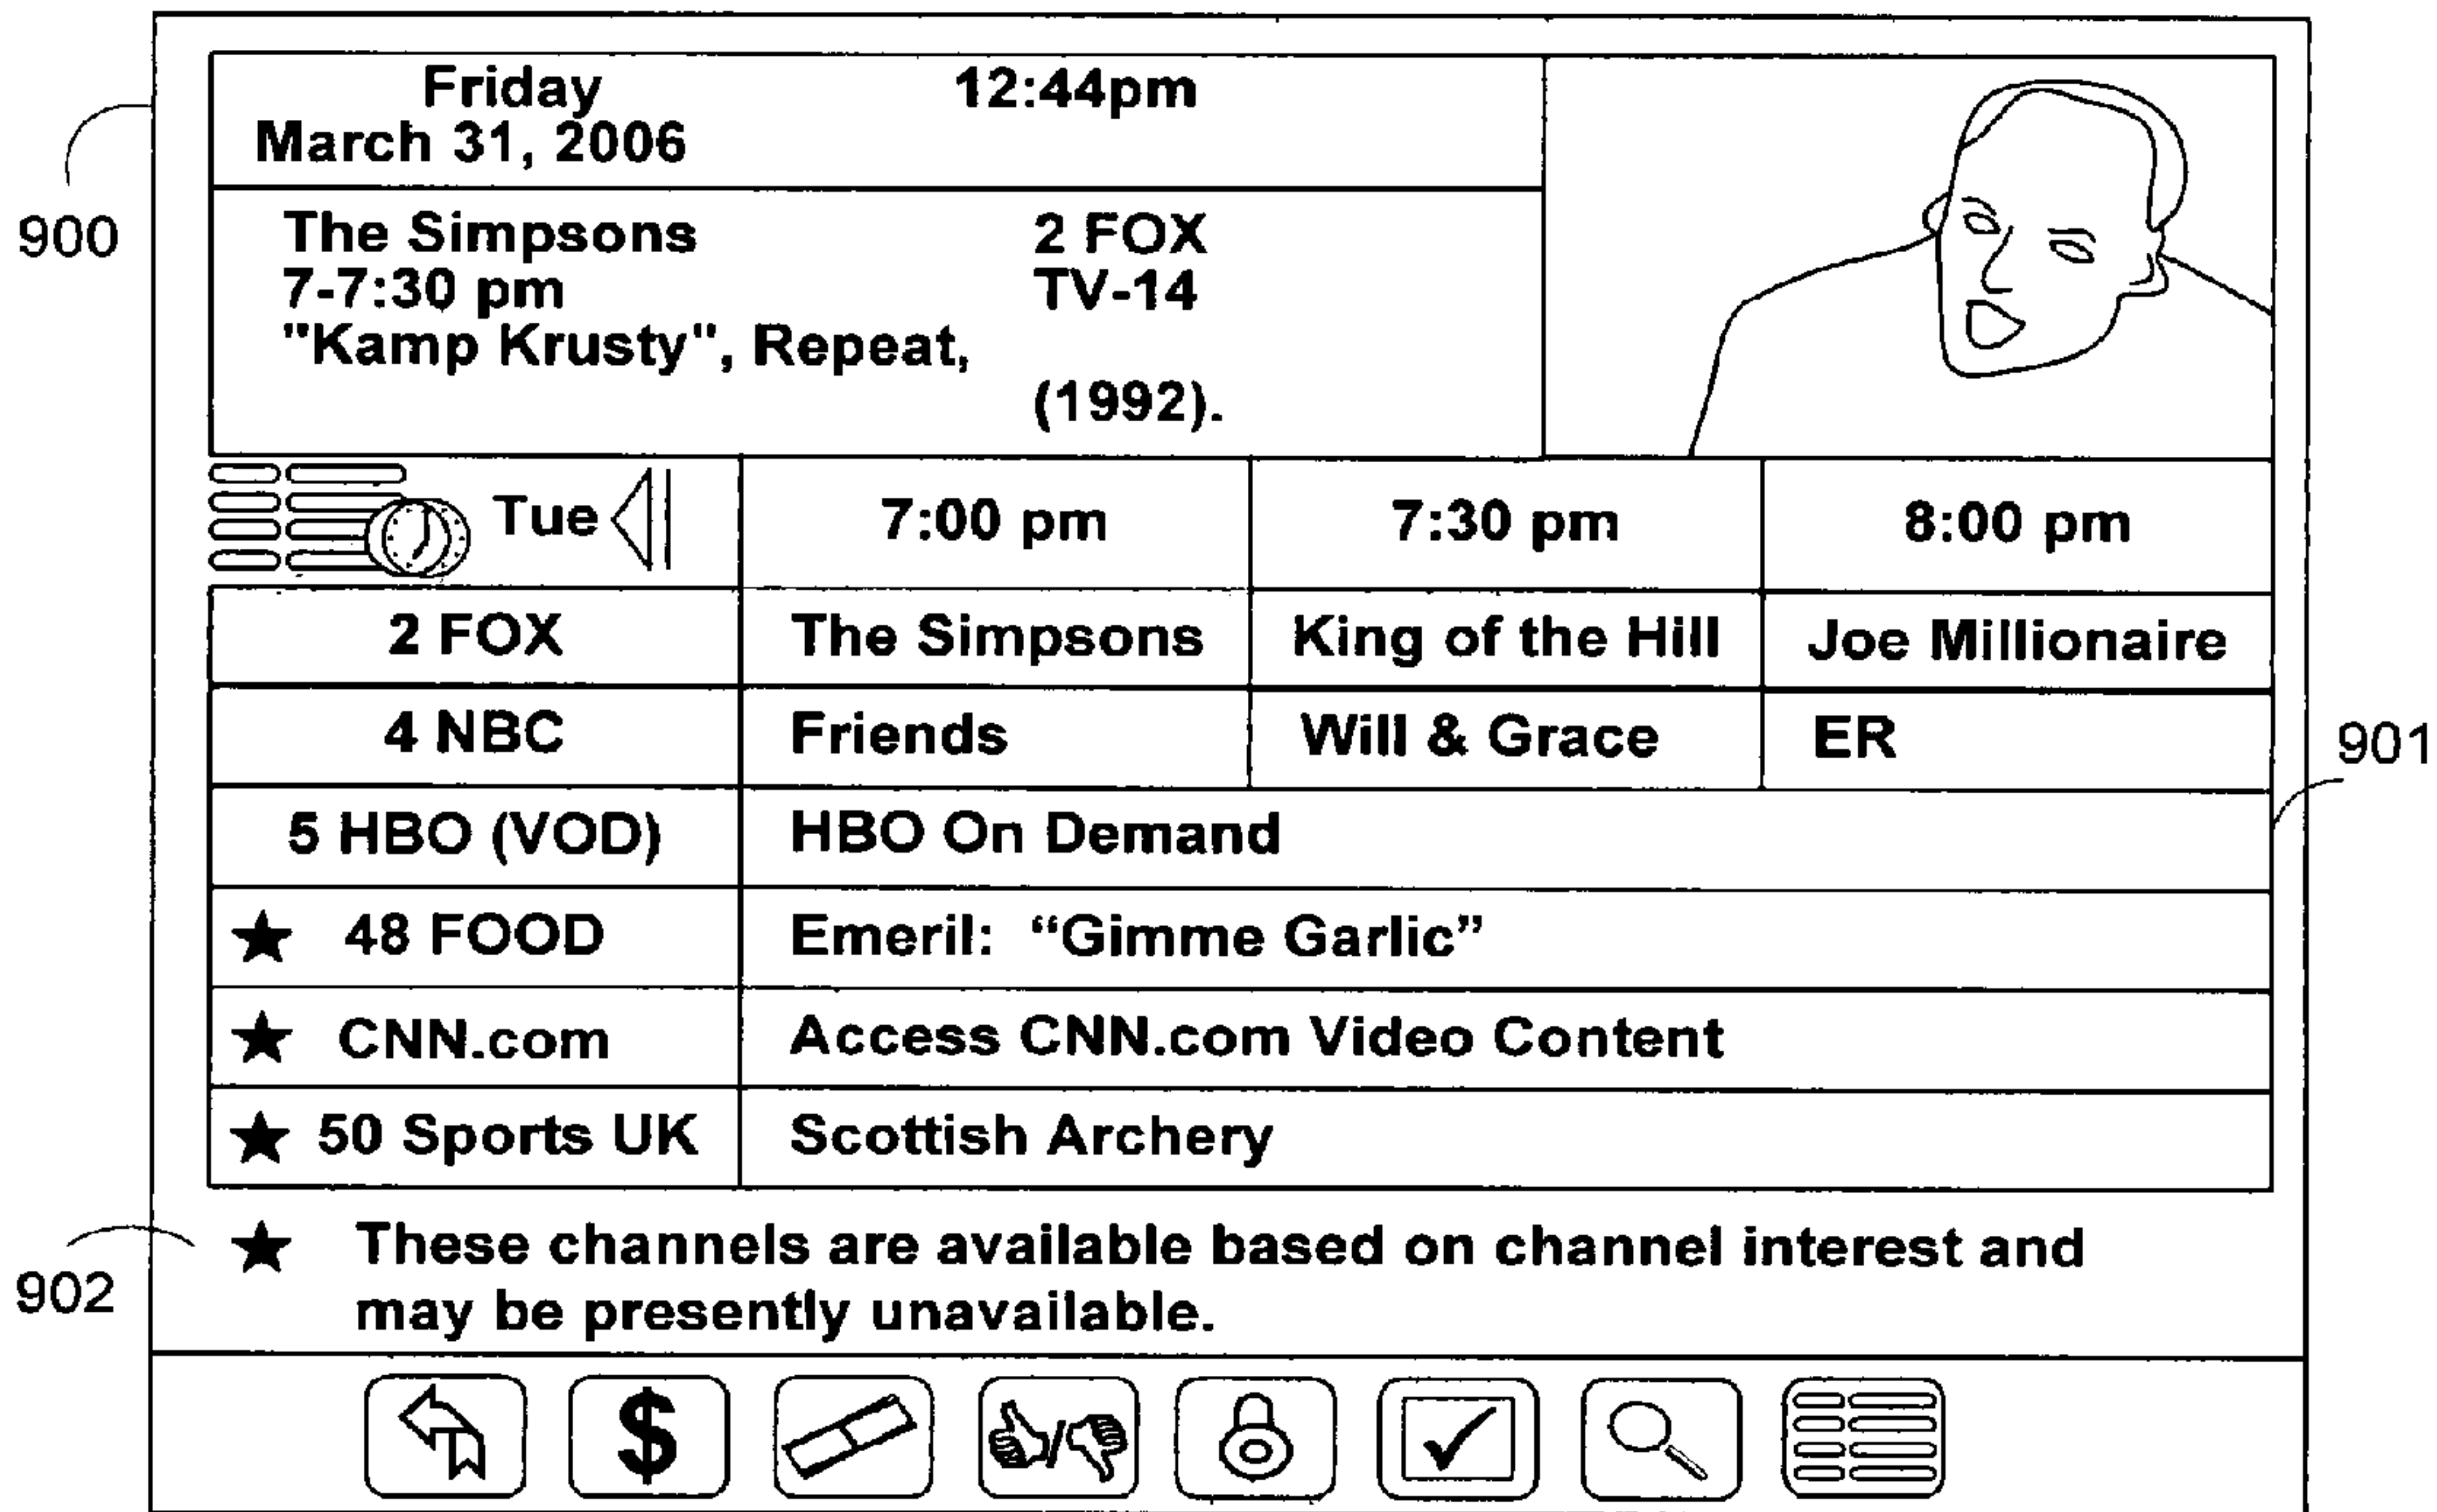 Friday 12:44pm
March 31, 2006
900
The Simpsons 2 FOX
7-7:30 pm TV-14
"Kamp Krusty", Repeat,
(1992).
Tue 7:00 pm 7:30 pm 8:00 pm
2 FOX The Simpsons King of the Hill Joe Millionaire
4 NBC Friends Will & Grace ER
901
5 HBO (VOD) HBO On Demand
★ 48 FOOD Emeril: “Gimme Garlic”
★ CNN.com Access CNN.com Video Content
★ 50 Sports UK Scottish Archery
★ These channels are available based on channel interest and
902
may be presently unavailable.
$